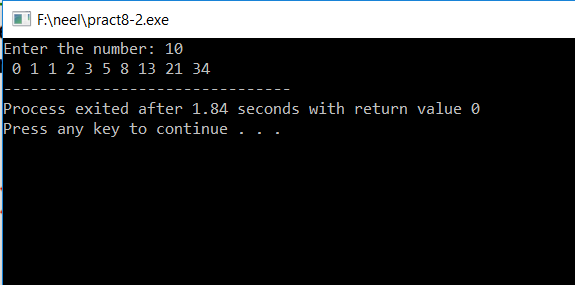 F:\neel\pract8-2.exe
Enter the number: 10
 0 1 1 2 3 5 8 13 21 34
--------------------------------
Process exited after 1.84 seconds with return value 0
Press any key to continue . . .